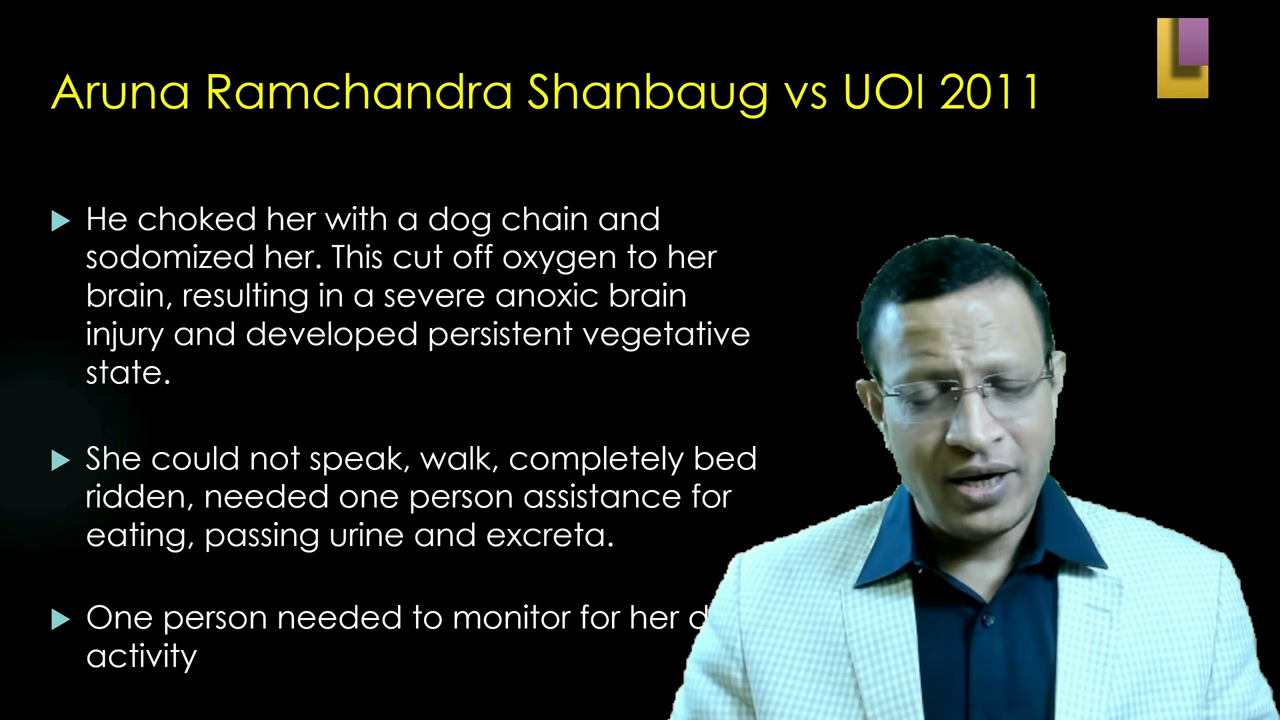 Aruna Ramchandra Shanbaug vs UOI 2011
He choked her with a dog chain and
sodomized her. This cut off oxygen to her
brain, resulting in a severe anoxic brain
injury and developed persistent vegetative
state.
She could not speak, walk, completely bed
ridden, needed one person assistance for
eating, passing urine and excreta.
One person needed to monitor for her
activity